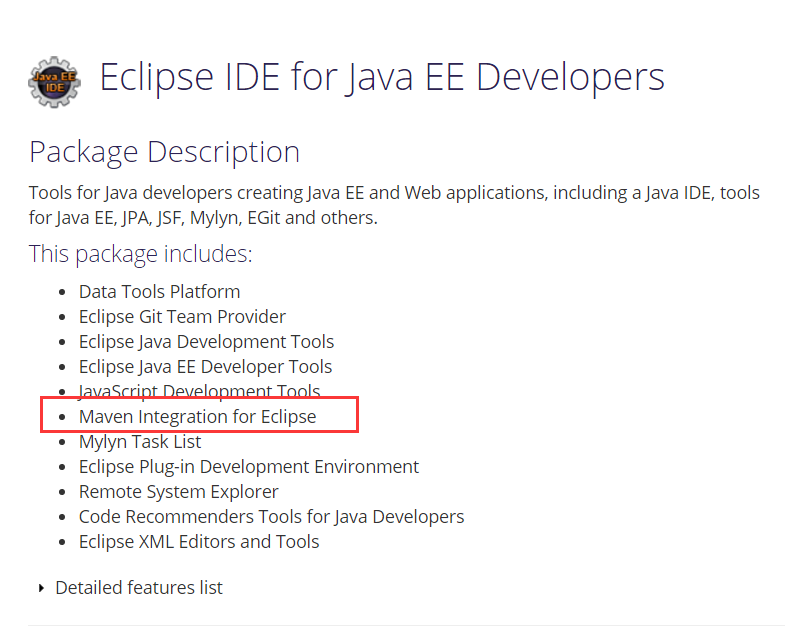 Java EE
IDE
Eclipse IDE for Java EE Developers
Package Description
Tools for Java developers creating Java EE and Web applications, including a Java IDE, tools
for Java EE, JPA, JSF, Mylyn, EGit and others.
This package includes:
Data Tools Platform
Eclipse Git Team Provider
Eclipse Java Development Tools
Eclipse Java EE Developer Tools
JavaScript Development Tools
Maven Integration for Eclipse
Mylyn Task List
Eclipse Plug-in Development Environment
Remote System Explorer
Code Recommenders Tools for Java Developers
Eclipse XML Editors and Tools
Detailed features list